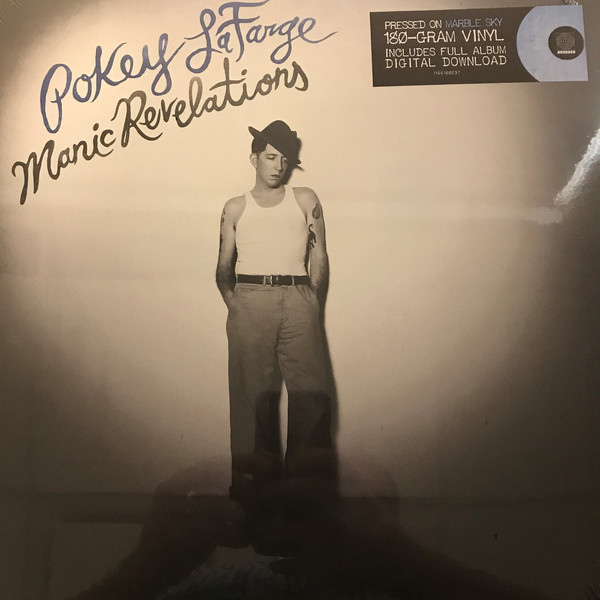 Pokey LaFarge
Manic Revelations
PRESSED ON MARBLE SKY
180-GRAM VINYL
INCLUDES FULL ALBUM
DIGITAL DOWNLOAD